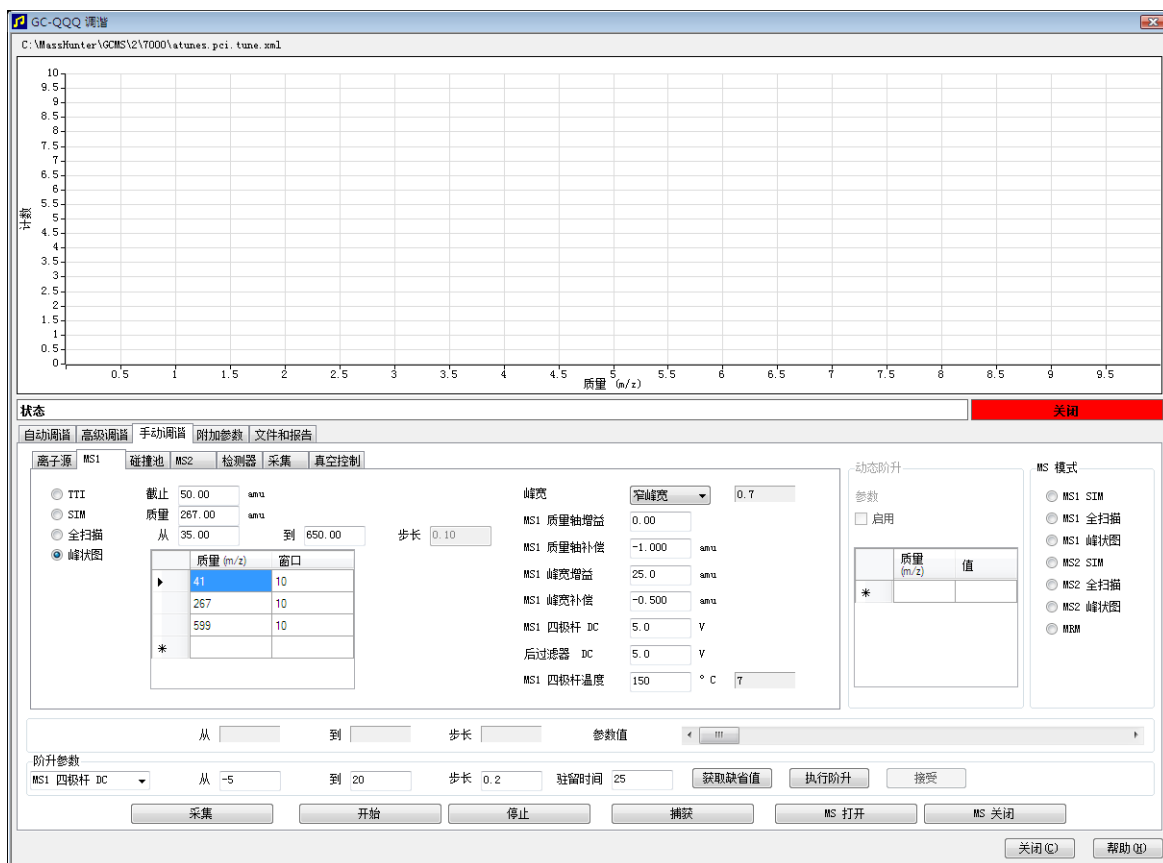 GC-QQQ 调谐
C:\MassHunter\GCMS\2\7000\atunes.pci.tune.xml
10
9.5
9
8.5
8
7.5
7
6.5
6
5.5
5
4.5
4
3.5
3
2.5
2
1.5
1
0.5
0
计数
0.5 1 1.5 2 2.5 3 3.5 4 4.5 5 5.5 6 6.5 7 7.5 8 8.5 9 9.5
质量 (m/z)
状态 关闭
自动调谐 高级调谐 手动调谐 附加参数 文件和报告
离子源 MS1 碰撞池 MS2 检测器 采集 真空控制
TTI
SIM
全扫描
峰状图
截止 50.00 amu
质量 267.00 amu
从 35.00 到 650.00 步长 0.10
质量 (m/z) 窗口
41 10
267 10
599 10
峰宽 窄峰宽 0.7
MS1 质量轴增益 0.00
MS1 质量轴补偿 -1.000 amu
MS1 峰宽增益 25.0 amu
MS1 峰宽补偿 -0.500 amu
MS1 四极杆 DC 5.0 V
后过滤器 DC 5.0 V
MS1 四极杆温度 150 ° C 7
动态阶升
参数
启用
质量 (m/z) 值
MS 模式
MS1 SIM
MS1 全扫描
MS1 峰状图
MS2 SIM
MS2 全扫描
MS2 峰状图
MRM
从 到 步长 参数值
阶升参数
MS1 四极杆 DC 从 -5 到 20 步长 0.2 驻留时间 25 获取缺省值 执行阶升 接受
采集 开始 停止 捕获 MS 打开 MS 关闭
关闭(C) 帮助(H)